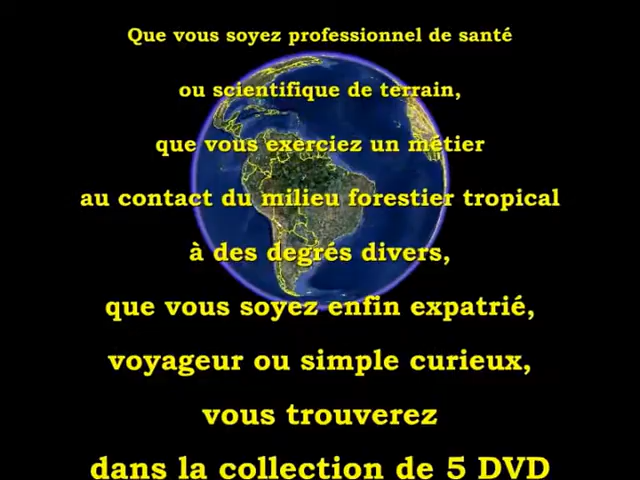 Que vous soyez professionnel de santé
ou scientifique de terrain,
que vous exerciez un métier
au contact du milieu forestier tropical
à des degrés divers,
que vous soyez enfin expatrié,
voyageur ou simple curieux,
vous trouverez
dans la collection de 5 DVD